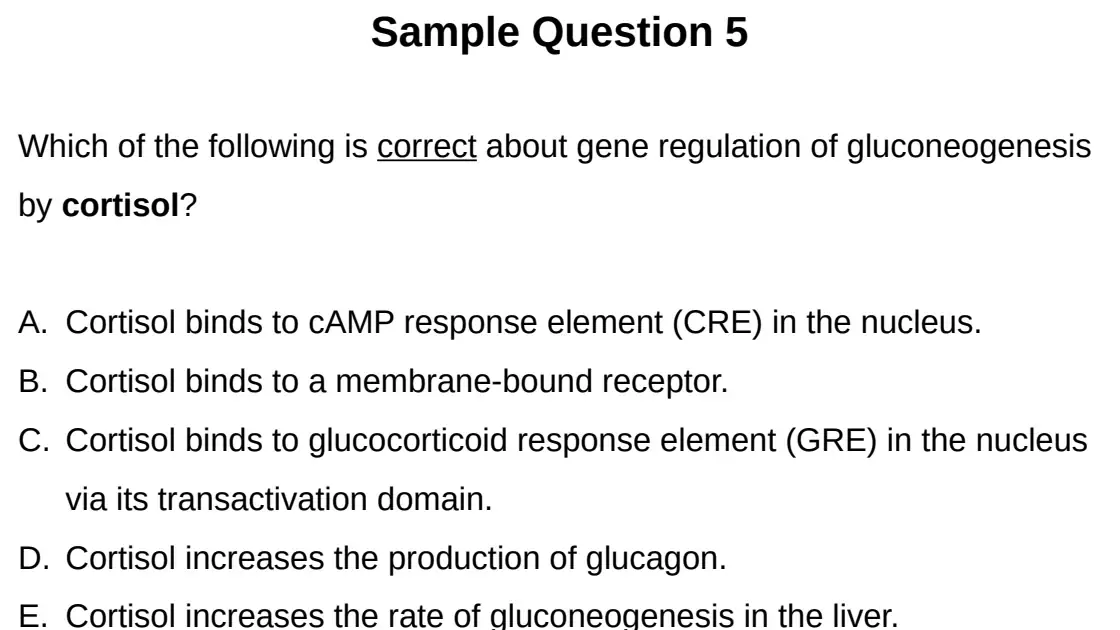 Sample Question 5
Which of the following is correct about gene regulation of gluconeogenesis
by cortisol?
A. Cortisol binds to cAMP response element (CRE) in the nucleus.
B. Cortisol binds to a membrane-bound receptor.
C. Cortisol binds to glucocorticoid response element (GRE) in the nucleus
via its transactivation domain.
D. Cortisol increases the production of glucagon.
E. Cortisol increases the rate of gluconeogenesis in the liver.